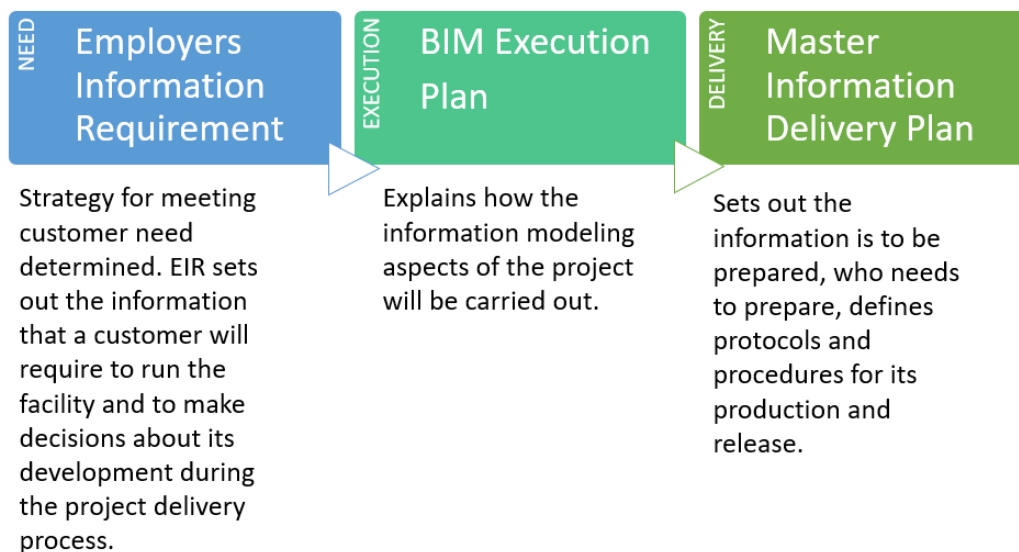 NEED
Employers
Information
Requirement
Strategy for meeting
customer need
determined. EIR sets
out the information
that a customer will
require to run the
facility and to make
decisions about its
development during
the project delivery
process.
EXECUTION
BIM Execution
Plan
Explains how the
information modeling
aspects of the project
will be carried out.
DELIVERY
Master
Information
Delivery Plan
Sets out the
information is to be
prepared, who needs
to prepare, defines
protocols and
procedures for its
production and
release.